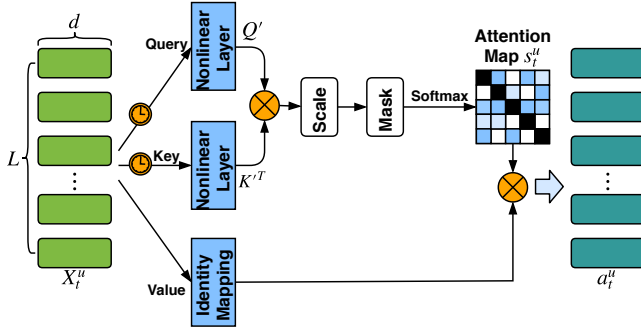 d
L
X_t^u
Query
Key
Value
Nonlinear
Layer
Q'
Nonlinear
Layer
K'^T
Identity
Mapping
Scale
Mask
Softmax
Attention
Map s_t^u
a_t^u